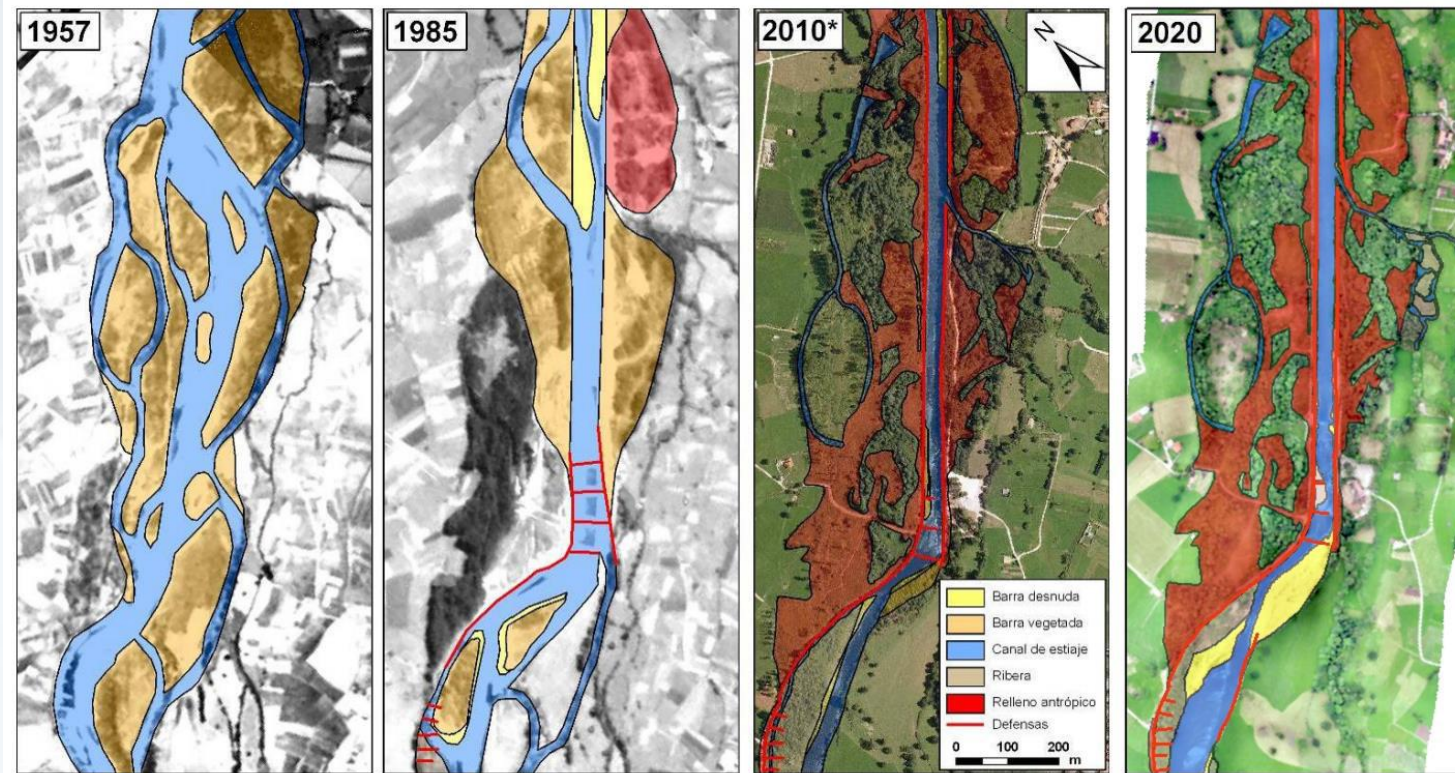 1957
1985
2010*
2020
N
Barra desnuda
Barra vegetada
Canal de estiaje
Ribera
Relleno antrópico
Defensas
0 100 200
m